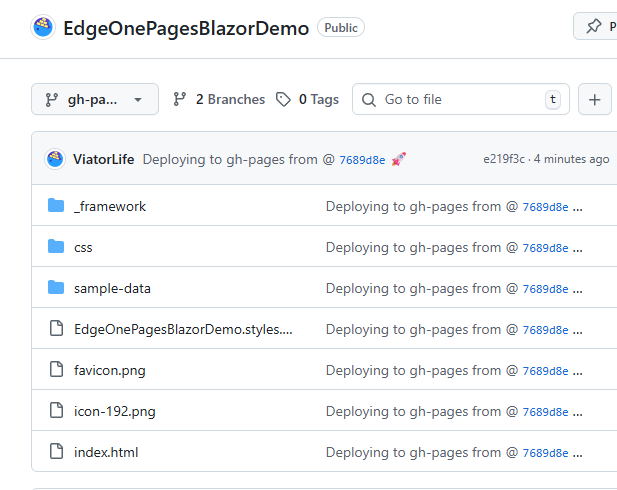 EdgeOnePagesBlazorDemo Public P
gh-pa... 2 Branches 0 Tags Go to file t
ViatorLife Deploying to gh-pages from @ 7689d8e 🚀 e219f3c · 4 minutes ago
_framework Deploying to gh-pages from @ 7689d8e ...
css Deploying to gh-pages from @ 7689d8e ...
sample-data Deploying to gh-pages from @ 7689d8e ...
EdgeOnePagesBlazorDemo.styles.... Deploying to gh-pages from @ 7689d8e ...
favicon.png Deploying to gh-pages from @ 7689d8e ...
icon-192.png Deploying to gh-pages from @ 7689d8e ...
index.html Deploying to gh-pages from @ 7689d8e ...